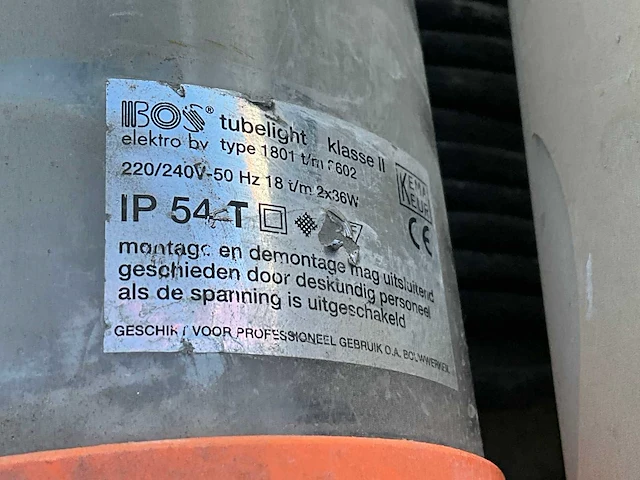 BOS® tubelight klasse II
elektro bv type 1801 t/m 602
220/240V-50 Hz 18 t/m 2x36W
IP 54 T
KEMA
KEUR
CE
montage en demontage mag uitsluitend
geschieden door deskundig personeel
als de spanning is uitgeschakeld
GESCHIKT VOOR PROFESSIONEEL GEBRUIK O.A. BOUWWERKEN